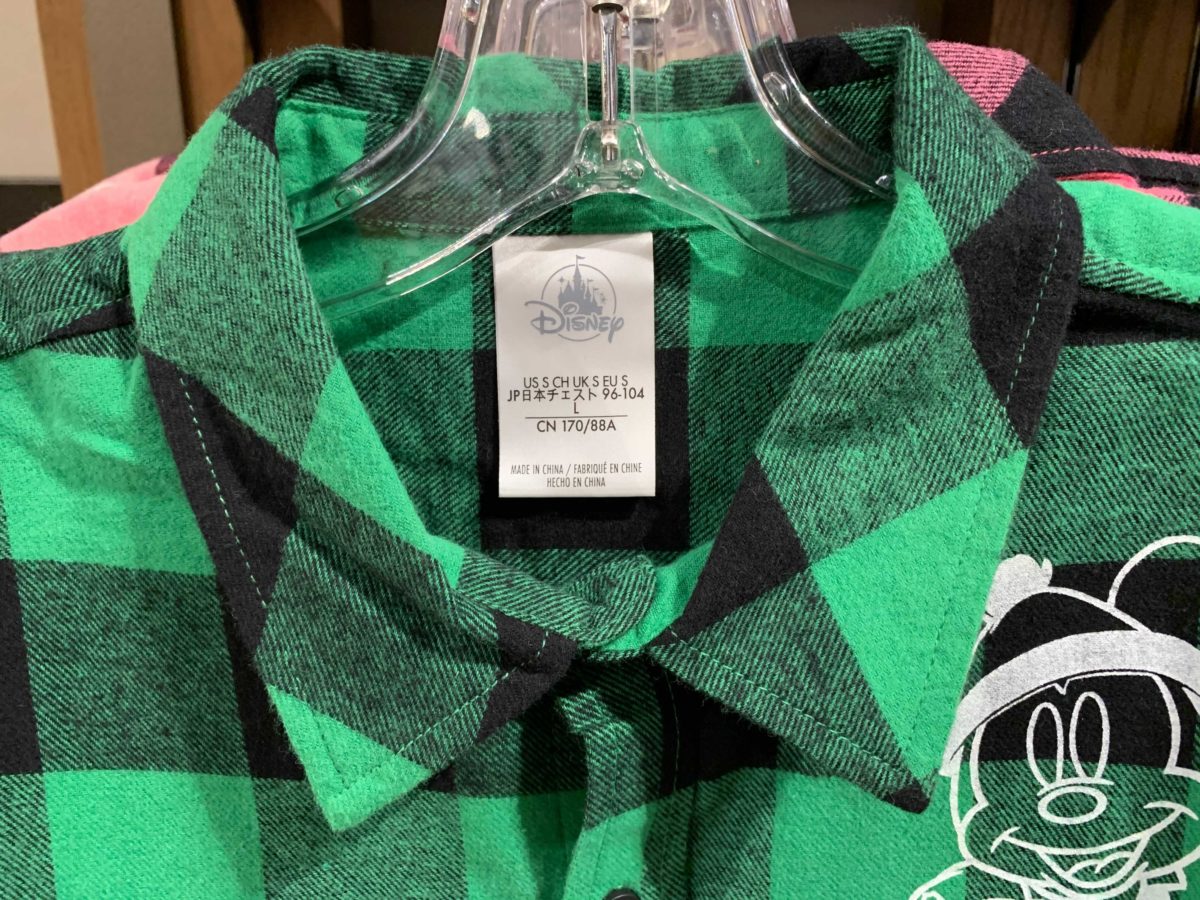 Disney
US S CH UK S EU S
JP日本チェスト 96-104
L
CN 170/88A
MADE IN CHINA / FABRIQUÉ EN CHINE
HECHO EN CHINA